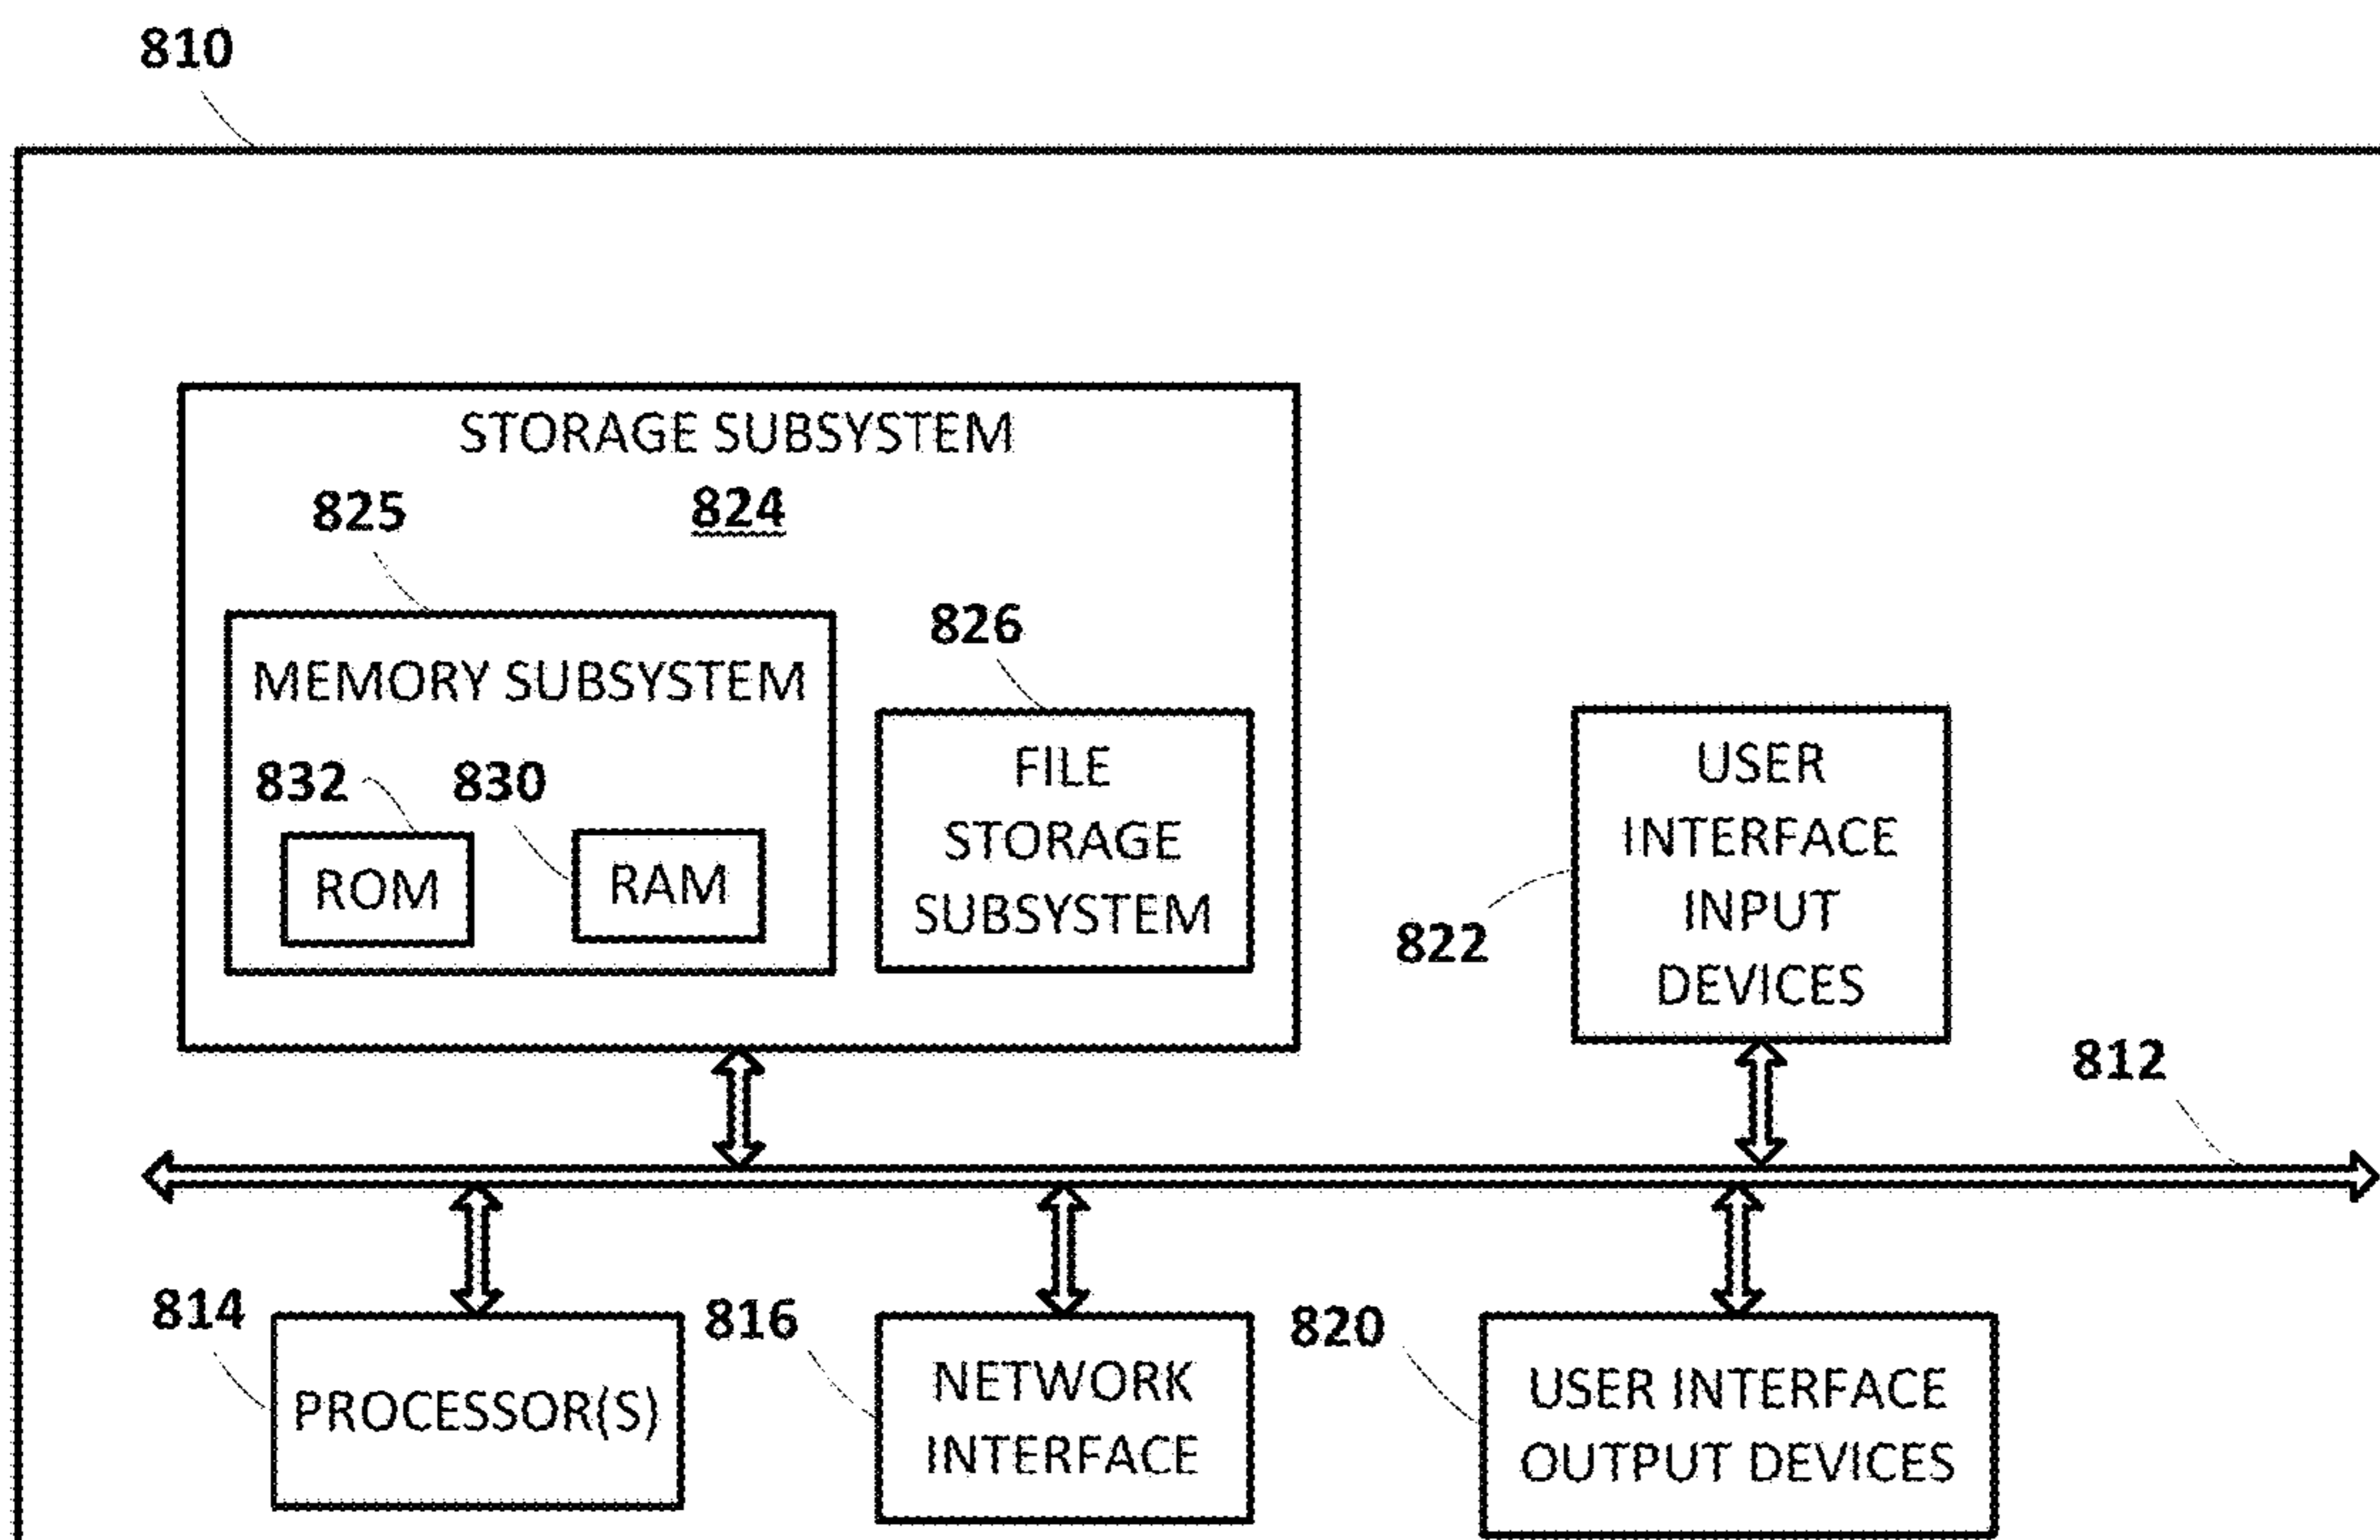 810
STORAGE SUBSYSTEM
824
825
MEMORY SUBSYSTEM
832
830
ROM
RAM
826
FILE
STORAGE
SUBSYSTEM
USER
INTERFACE
INPUT
DEVICES
822
812
814
PROCESSOR(S)
816
NETWORK
INTERFACE
820
USER INTERFACE
OUTPUT DEVICES